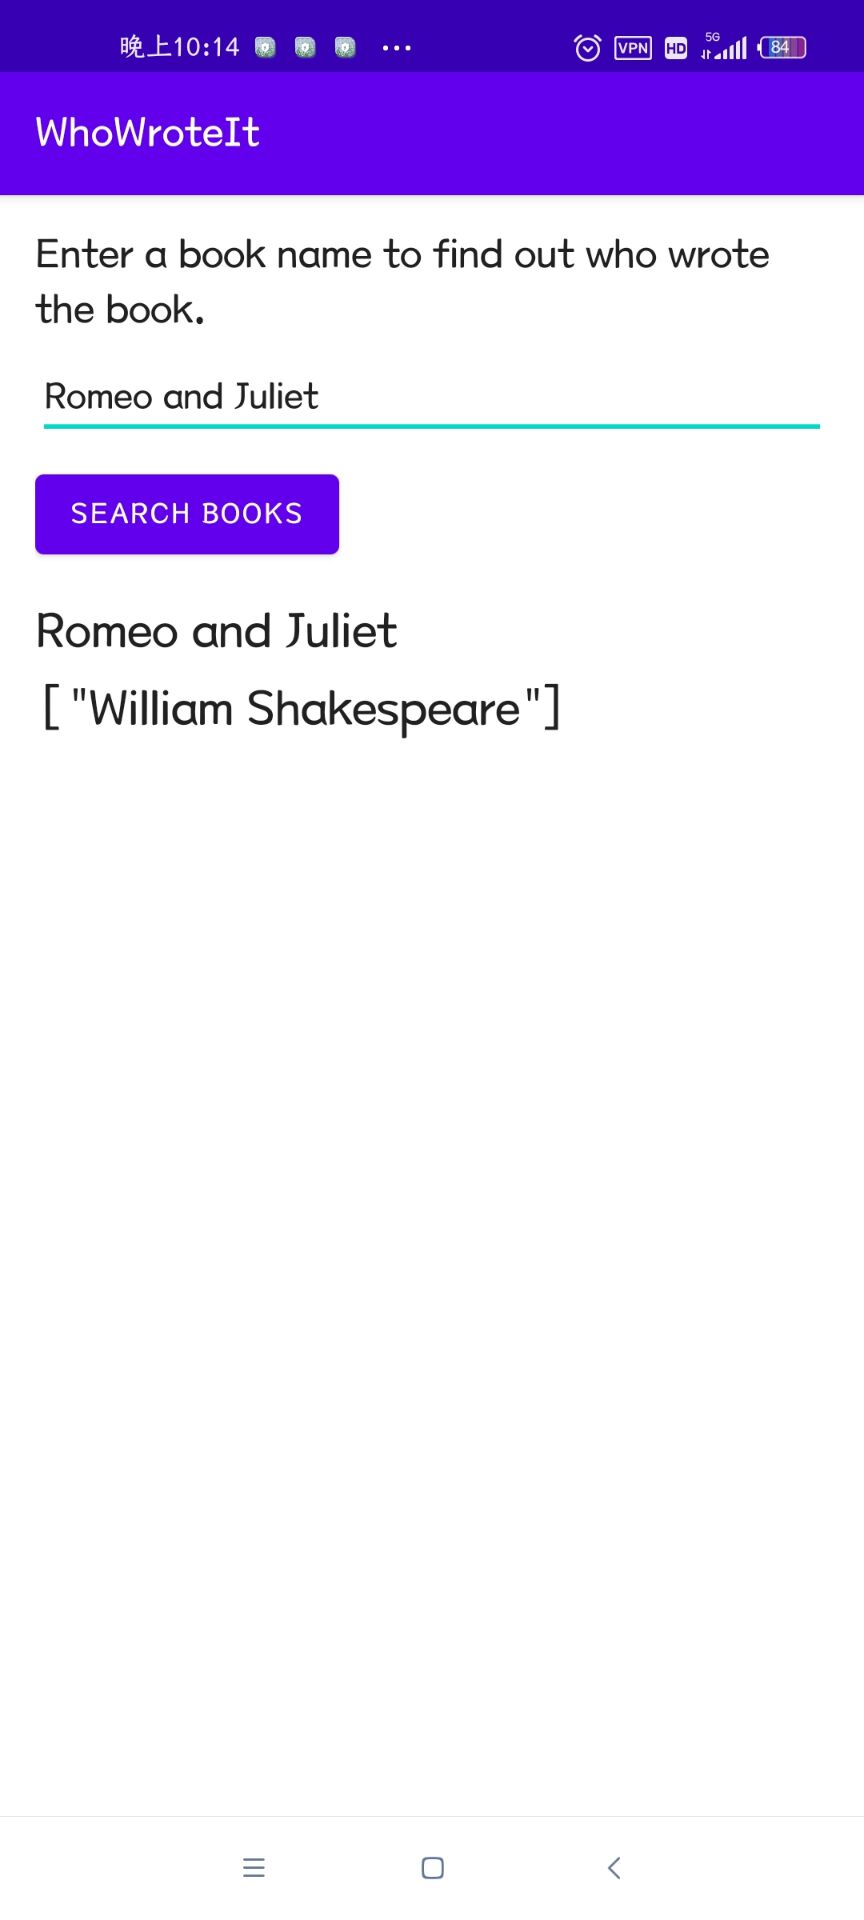 晚上10:14 VPN HD 5G 84
WhoWroteIt
Enter a book name to find out who wrote
the book.
Romeo and Juliet
SEARCH BOOKS
Romeo and Juliet
["William Shakespeare"]